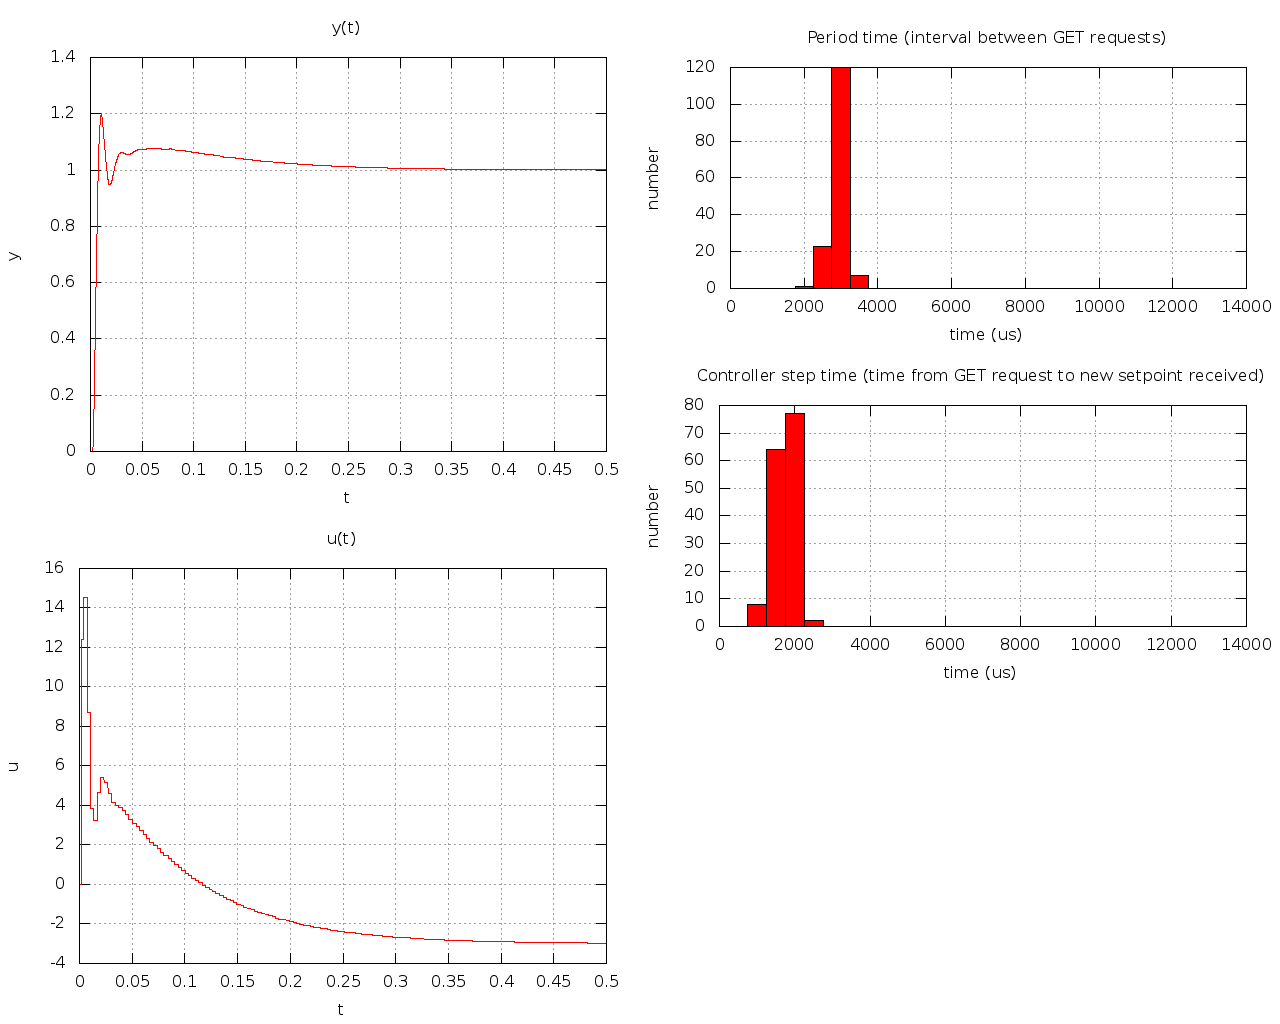 y(t)
1.4
1.2
1
0.8
0.6
0.4
0.2
0
y
0 0.05 0.1 0.15 0.2 0.25 0.3 0.35 0.4 0.45 0.5
t
u(t)
16
14
12
10
8
6
4
2
0
-2
-4
u
0 0.05 0.1 0.15 0.2 0.25 0.3 0.35 0.4 0.45 0.5
t
Period time (interval between GET requests)
120
100
80
60
40
20
0
number
0 2000 4000 6000 8000 10000 12000 14000
time (us)
Controller step time (time from GET request to new setpoint received)
80
70
60
50
40
30
20
10
0
number
0 2000 4000 6000 8000 10000 12000 14000
time (us)